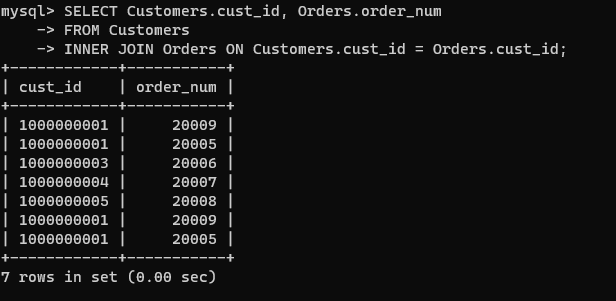 mysql> SELECT Customers.cust_id, Orders.order_num
    -> FROM Customers
    -> INNER JOIN Orders ON Customers.cust_id = Orders.cust_id;
+------------+-----------+
| cust_id    | order_num |
+------------+-----------+
| 1000000001 |     20009 |
| 1000000001 |     20005 |
| 1000000003 |     20006 |
| 1000000004 |     20007 |
| 1000000005 |     20008 |
| 1000000001 |     20009 |
| 1000000001 |     20005 |
+------------+-----------+
7 rows in set (0.00 sec)